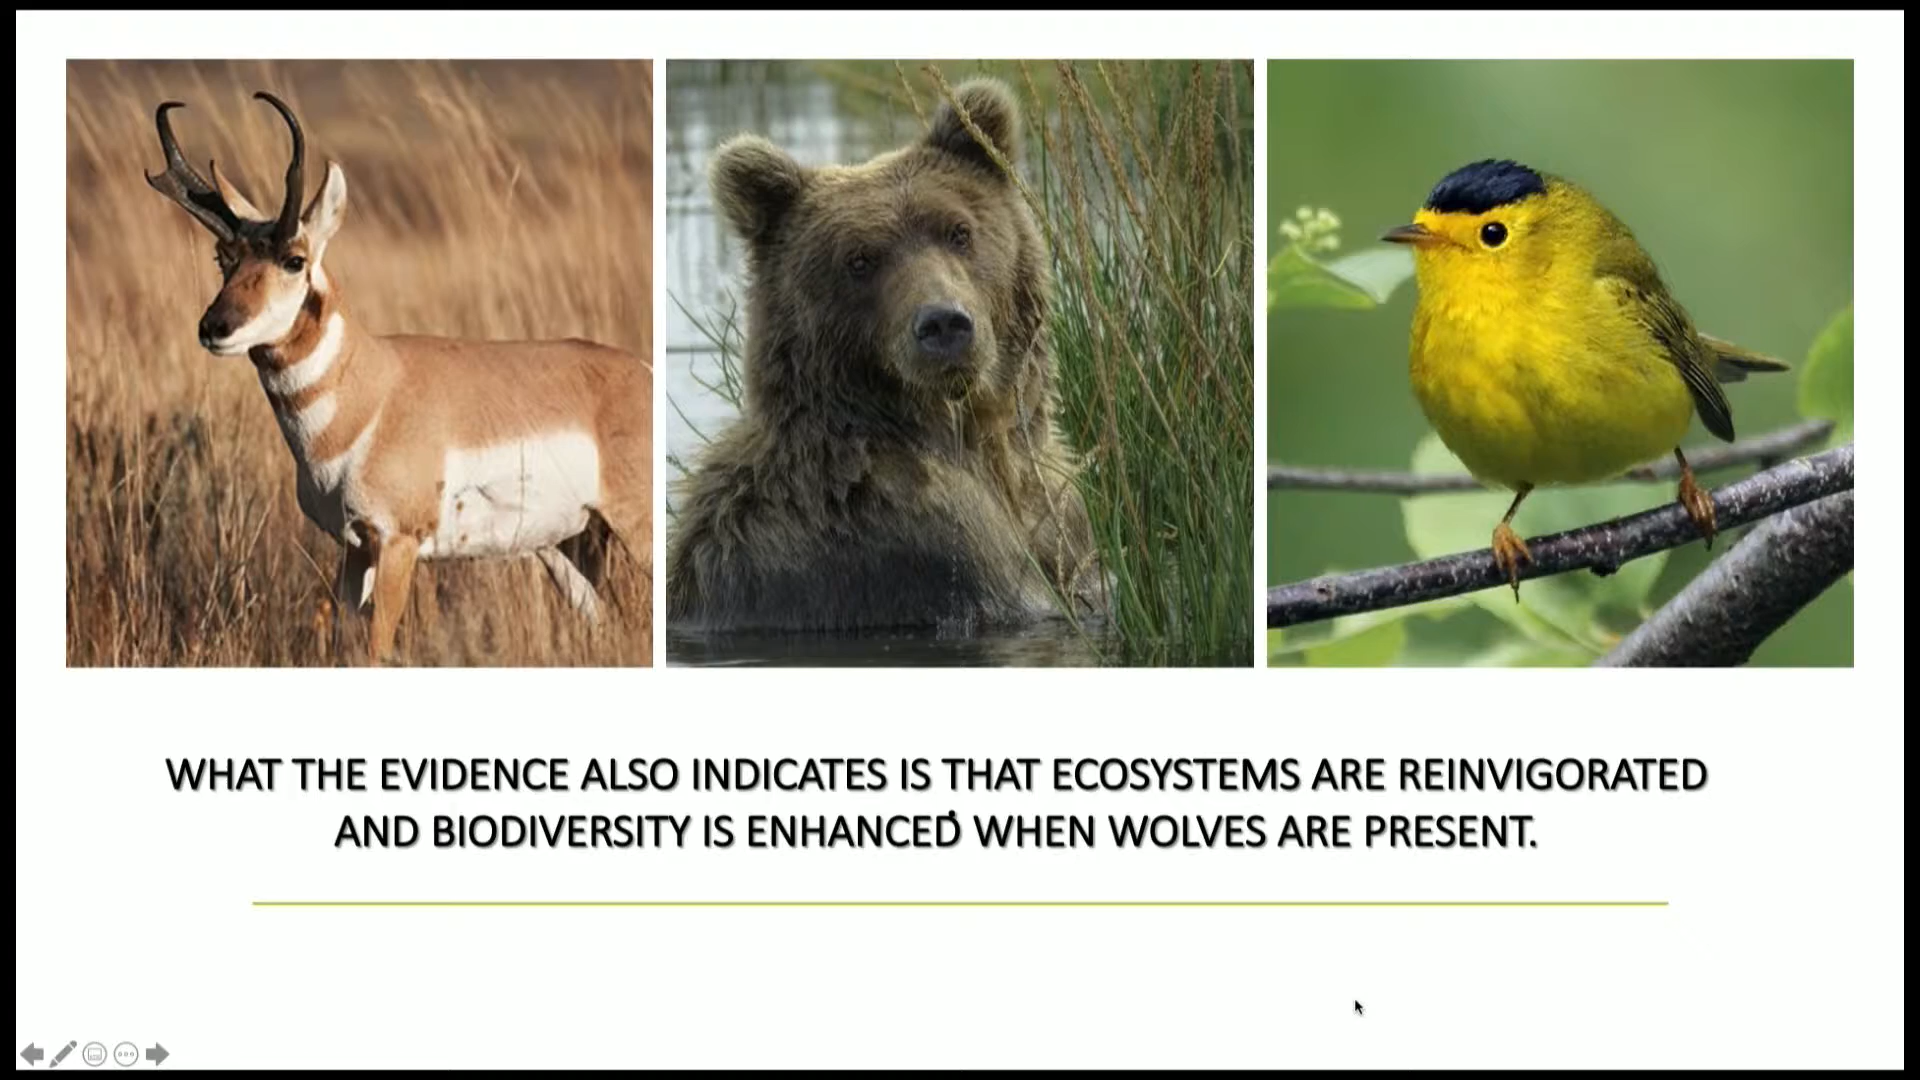 WHAT THE EVIDENCE ALSO INDICATES IS THAT ECOSYSTEMS ARE REINVIGORATED
AND BIODIVERSITY IS ENHANCED WHEN WOLVES ARE PRESENT.